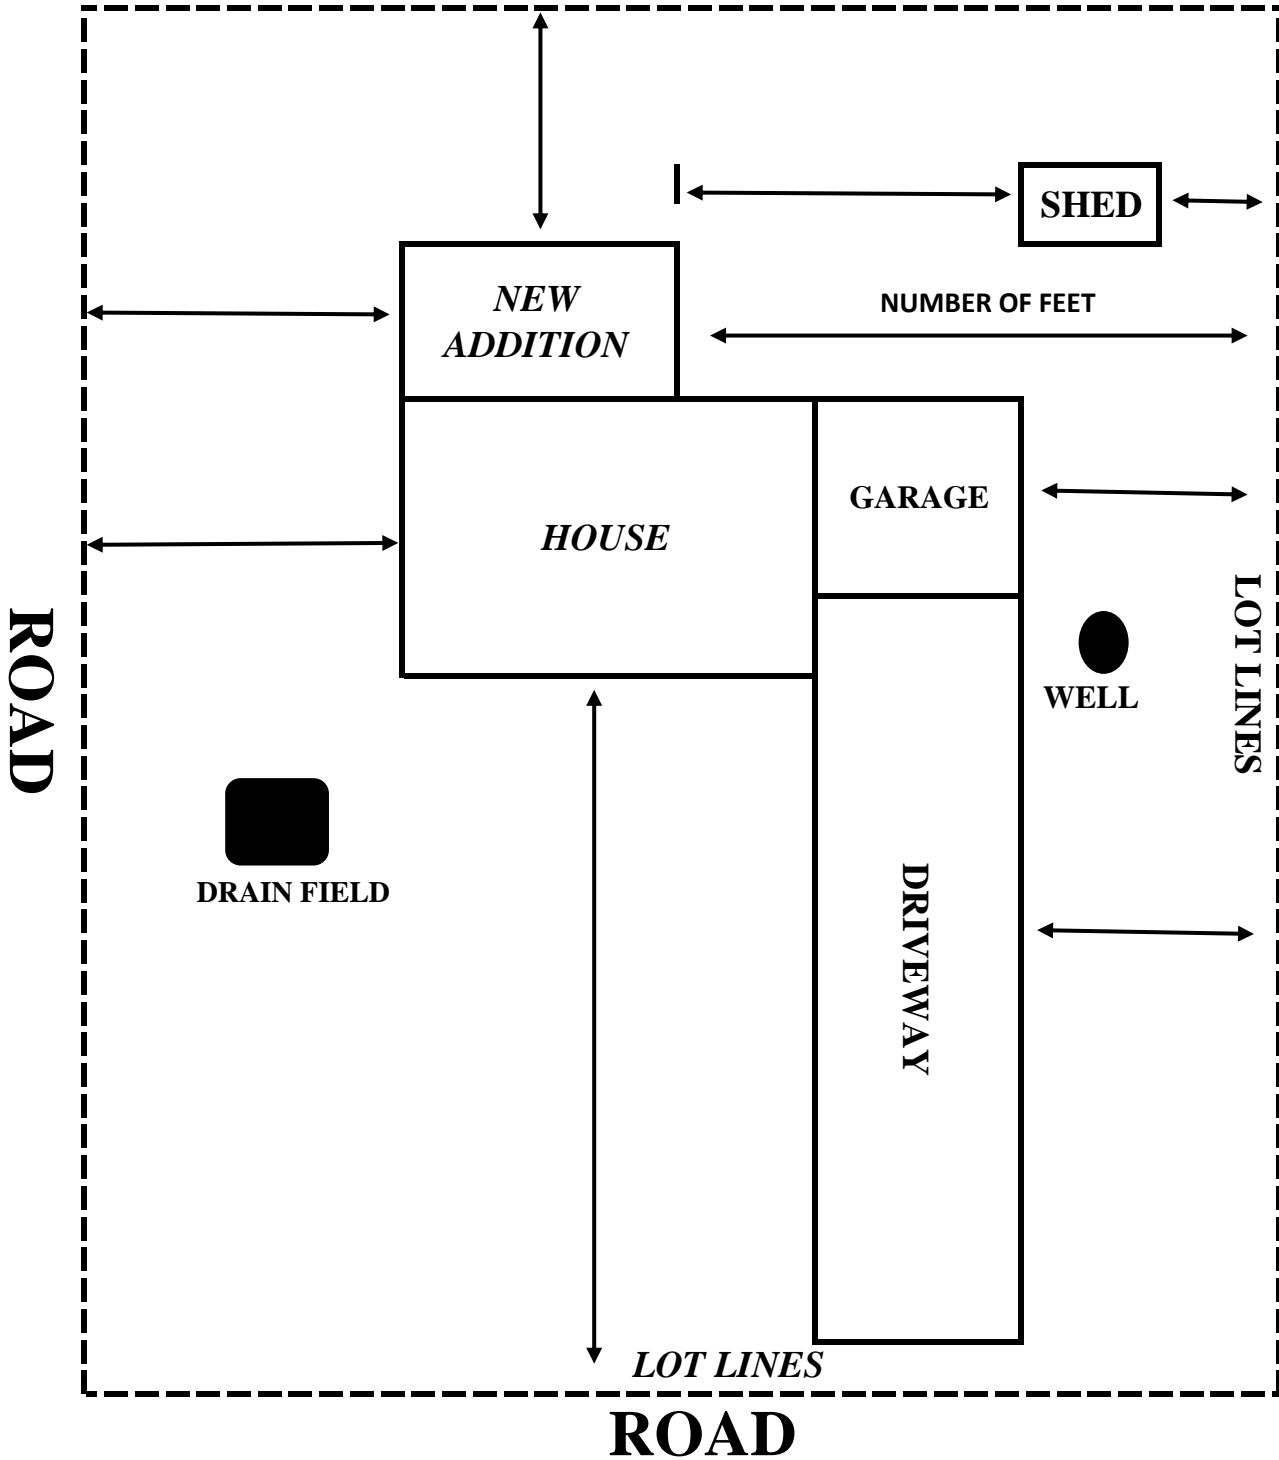 SHED
NUMBER OF FEET
NEW
ADDITION
GARAGE
HOUSE
LOT LINES
ROAD
WELL
DRAIN FIELD
DRIVEWAY
LOT LINES
ROAD